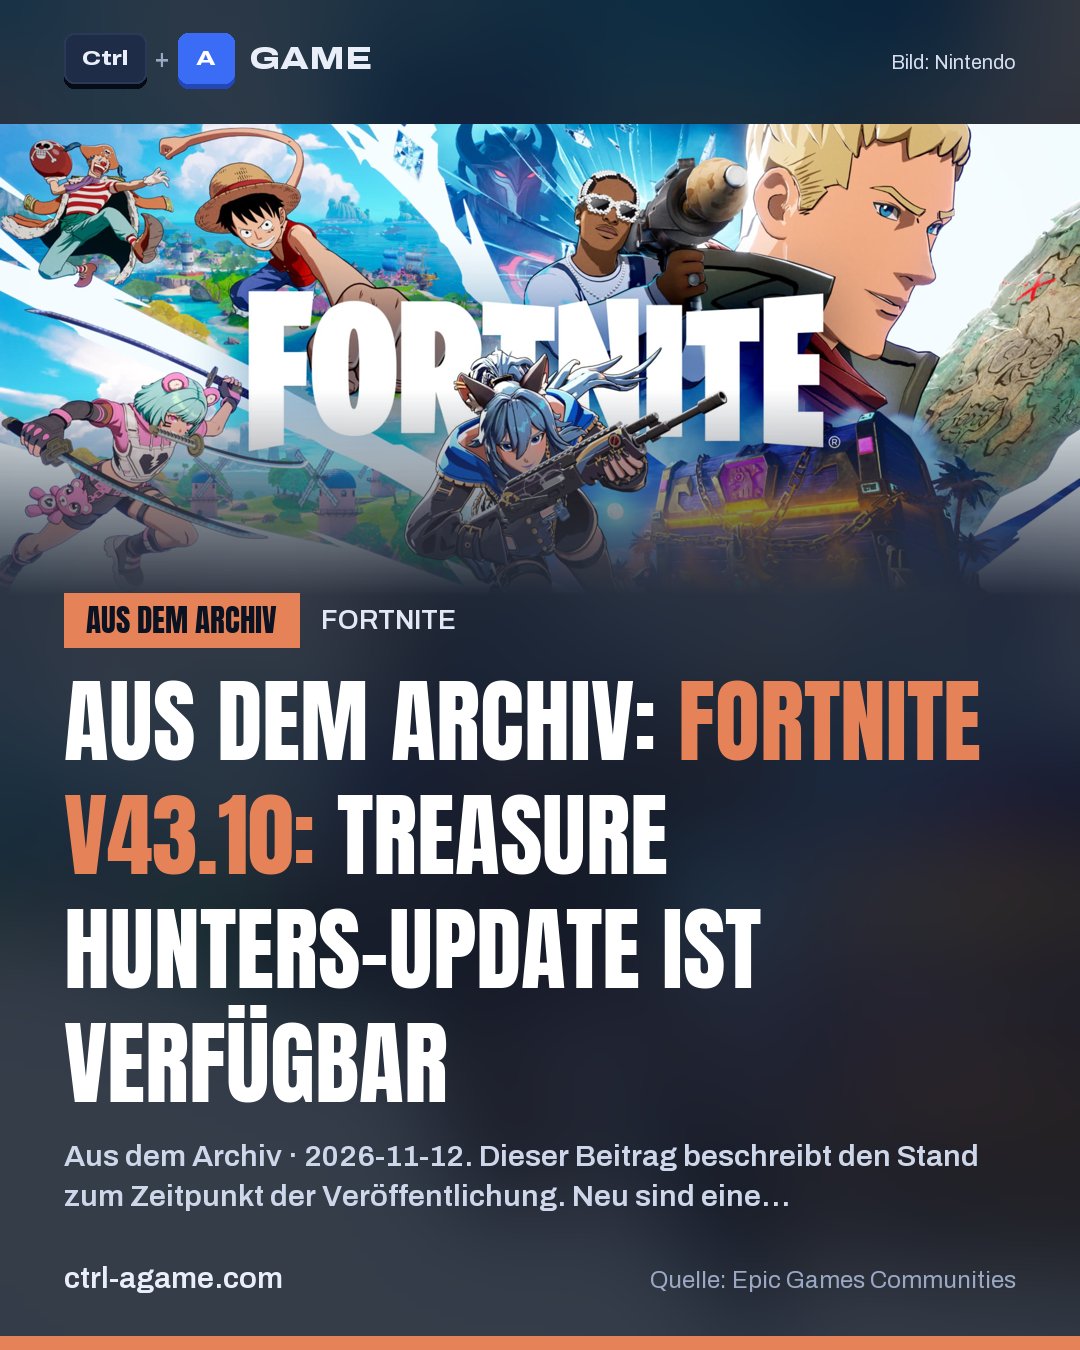 Ctrl + A GAME
Bild: Nintendo
FORTNITE
®
AUS DEM ARCHIV
FORTNITE
AUS DEM ARCHIV: FORTNITE
V43.10: TREASURE
HUNTERS-UPDATE IST
VERFÜGBAR
Aus dem Archiv · 2026-11-12. Dieser Beitrag beschreibt den Stand
zum Zeitpunkt der Veröffentlichung. Neu sind eine...
ctrl-agame.com
Quelle: Epic Games Communities